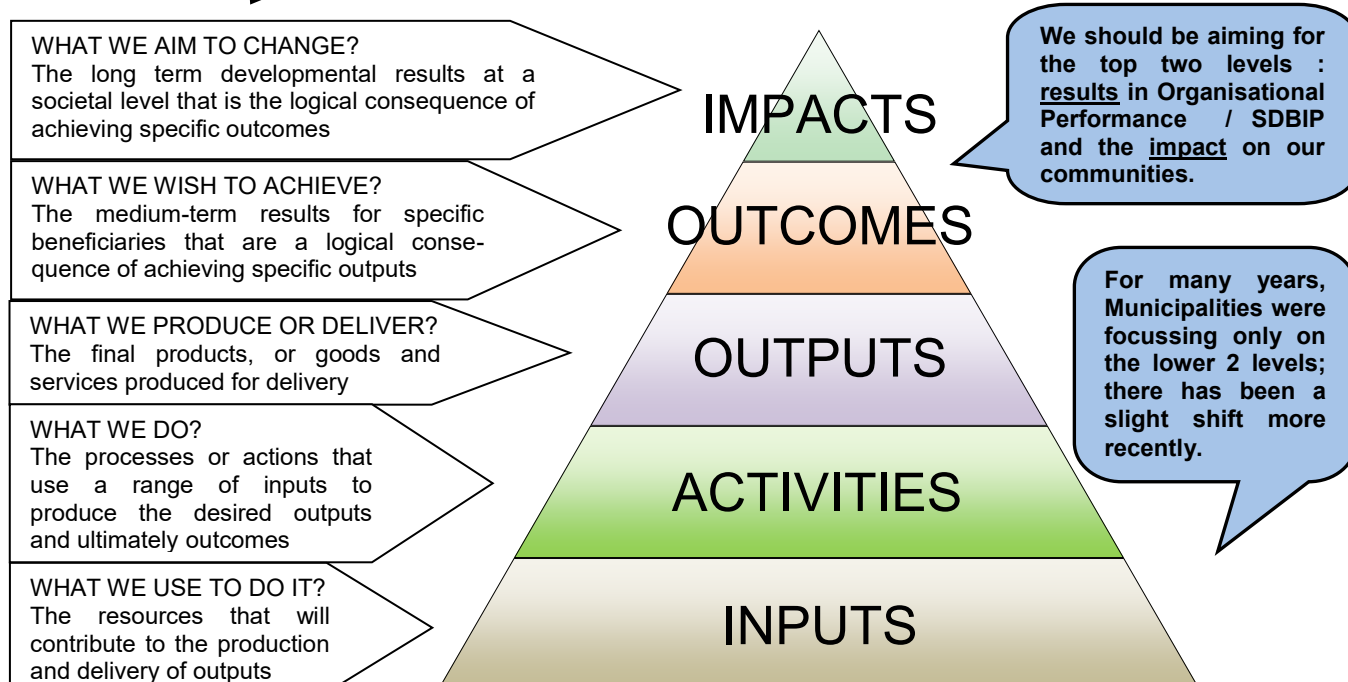 WHAT WE AIM TO CHANGE?
The long term developmental results at a
societal level that is the logical consequence of
achieving specific outcomes
IMPACTS
We should be aiming for
the top two levels :
results in Organisational
Performance / SDBIP
and the impact on our
communities.
WHAT WE WISH TO ACHIEVE?
The medium-term results for specific
beneficiaries that are a logical conse-
quence of achieving specific outputs
OUTCOMES
For many years,
Municipalities were
focussing only on
the lower 2 levels;
there has been a
slight shift more
recently.
WHAT WE PRODUCE OR DELIVER?
The final products, or goods and
services produced for delivery
OUTPUTS
WHAT WE DO?
The processes or actions that
use a range of inputs to
produce the desired outputs
and ultimately outcomes
ACTIVITIES
WHAT WE USE TO DO IT?
The resources that will
contribute to the production
and delivery of outputs
INPUTS